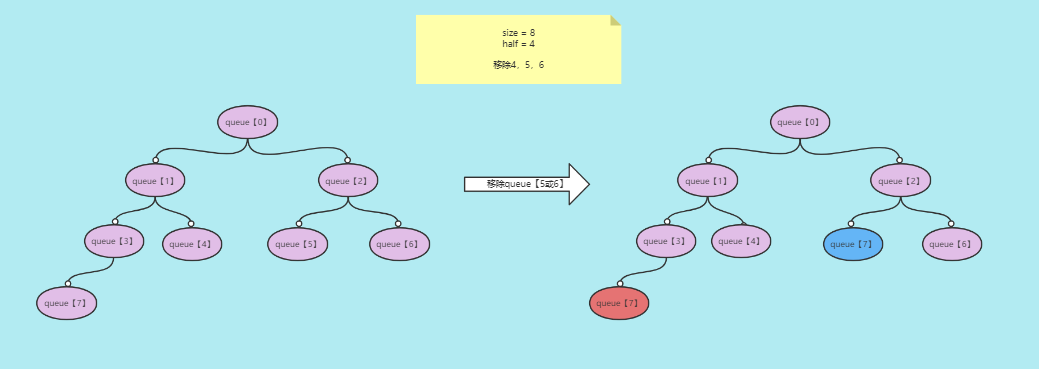 size = 8
half = 4
移除4，5，6
queue【0】
queue【1】
queue【2】
queue【3】
queue【4】
queue【5】
queue【6】
queue【7】
移除queue【5或6】
queue【0】
queue【1】
queue【2】
queue【3】
queue【4】
queue【7】
queue【6】
queue【7】